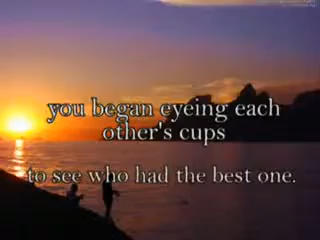 you began eyeing each
other's cups
to see who had the best one.